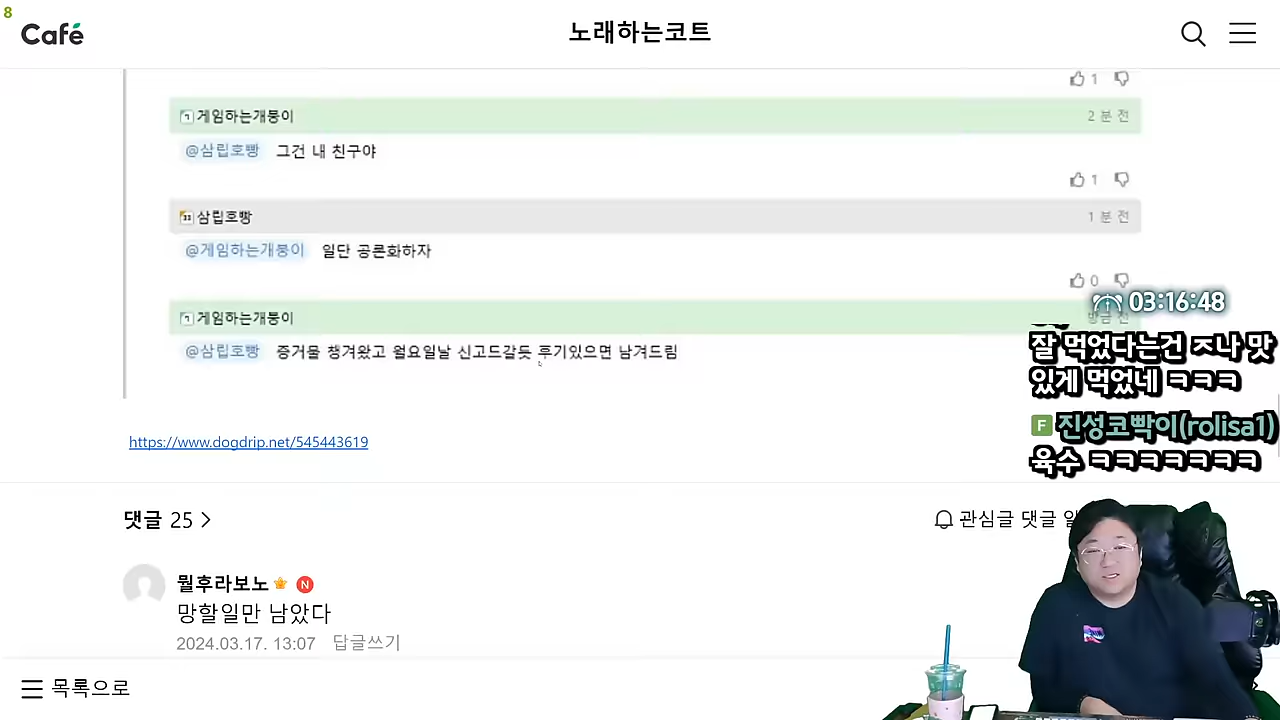 8
Café
노래하는코트
1
7 게임하는개붕이
2 분 전
@삼립호빵 그건 내 친구야
1
33 삼립호빵
1 분 전
@게임하는개붕이 일단 공론화하자
0
03:16:48
7 게임하는개붕이
방금 전
@삼립호빵 증거물 챙겨왔고 월요일날 신고드갈듯 후기있으면 남겨드림
잘 먹었다는건 ㅈ나 맛
있게 먹었네 ㅋㅋㅋ
F 진성코빡이(rolisa1)
육수 ㅋㅋㅋㅋㅋㅋㅋ
https://www.dogdrip.net/545443619
댓글 25
관심글 댓글 알
뭘후라보노 N
망할일만 남았다
2024.03.17. 13:07 답글쓰기
목록으로